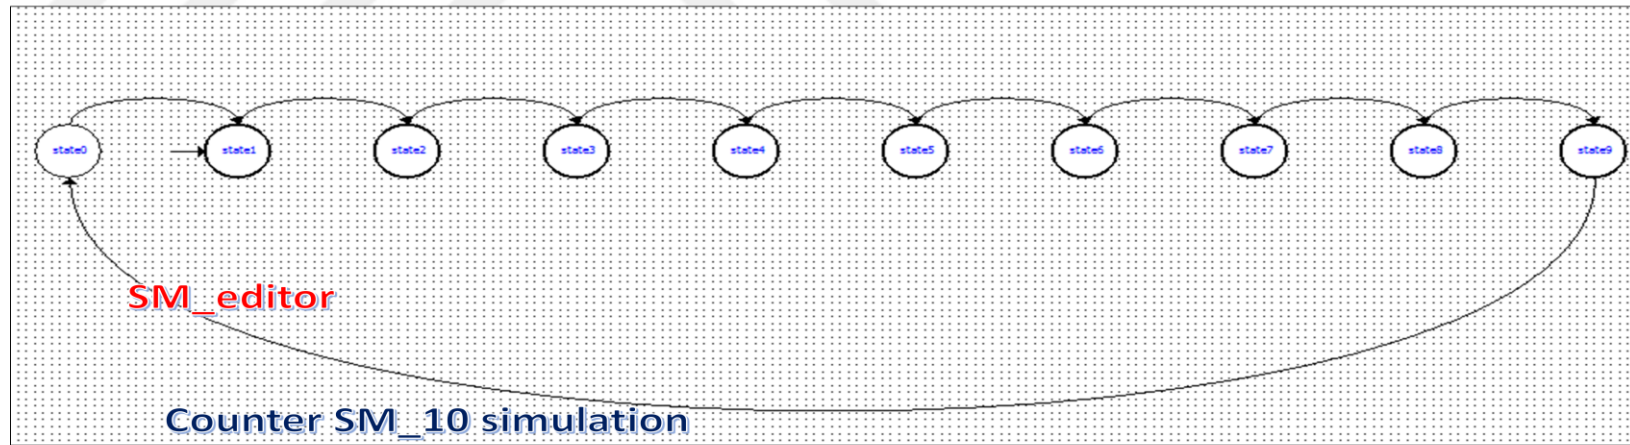 state0 state1 state2 state3 state4 state5 state6 state7 state8 state9
SM_editor
Counter SM_10 simulation